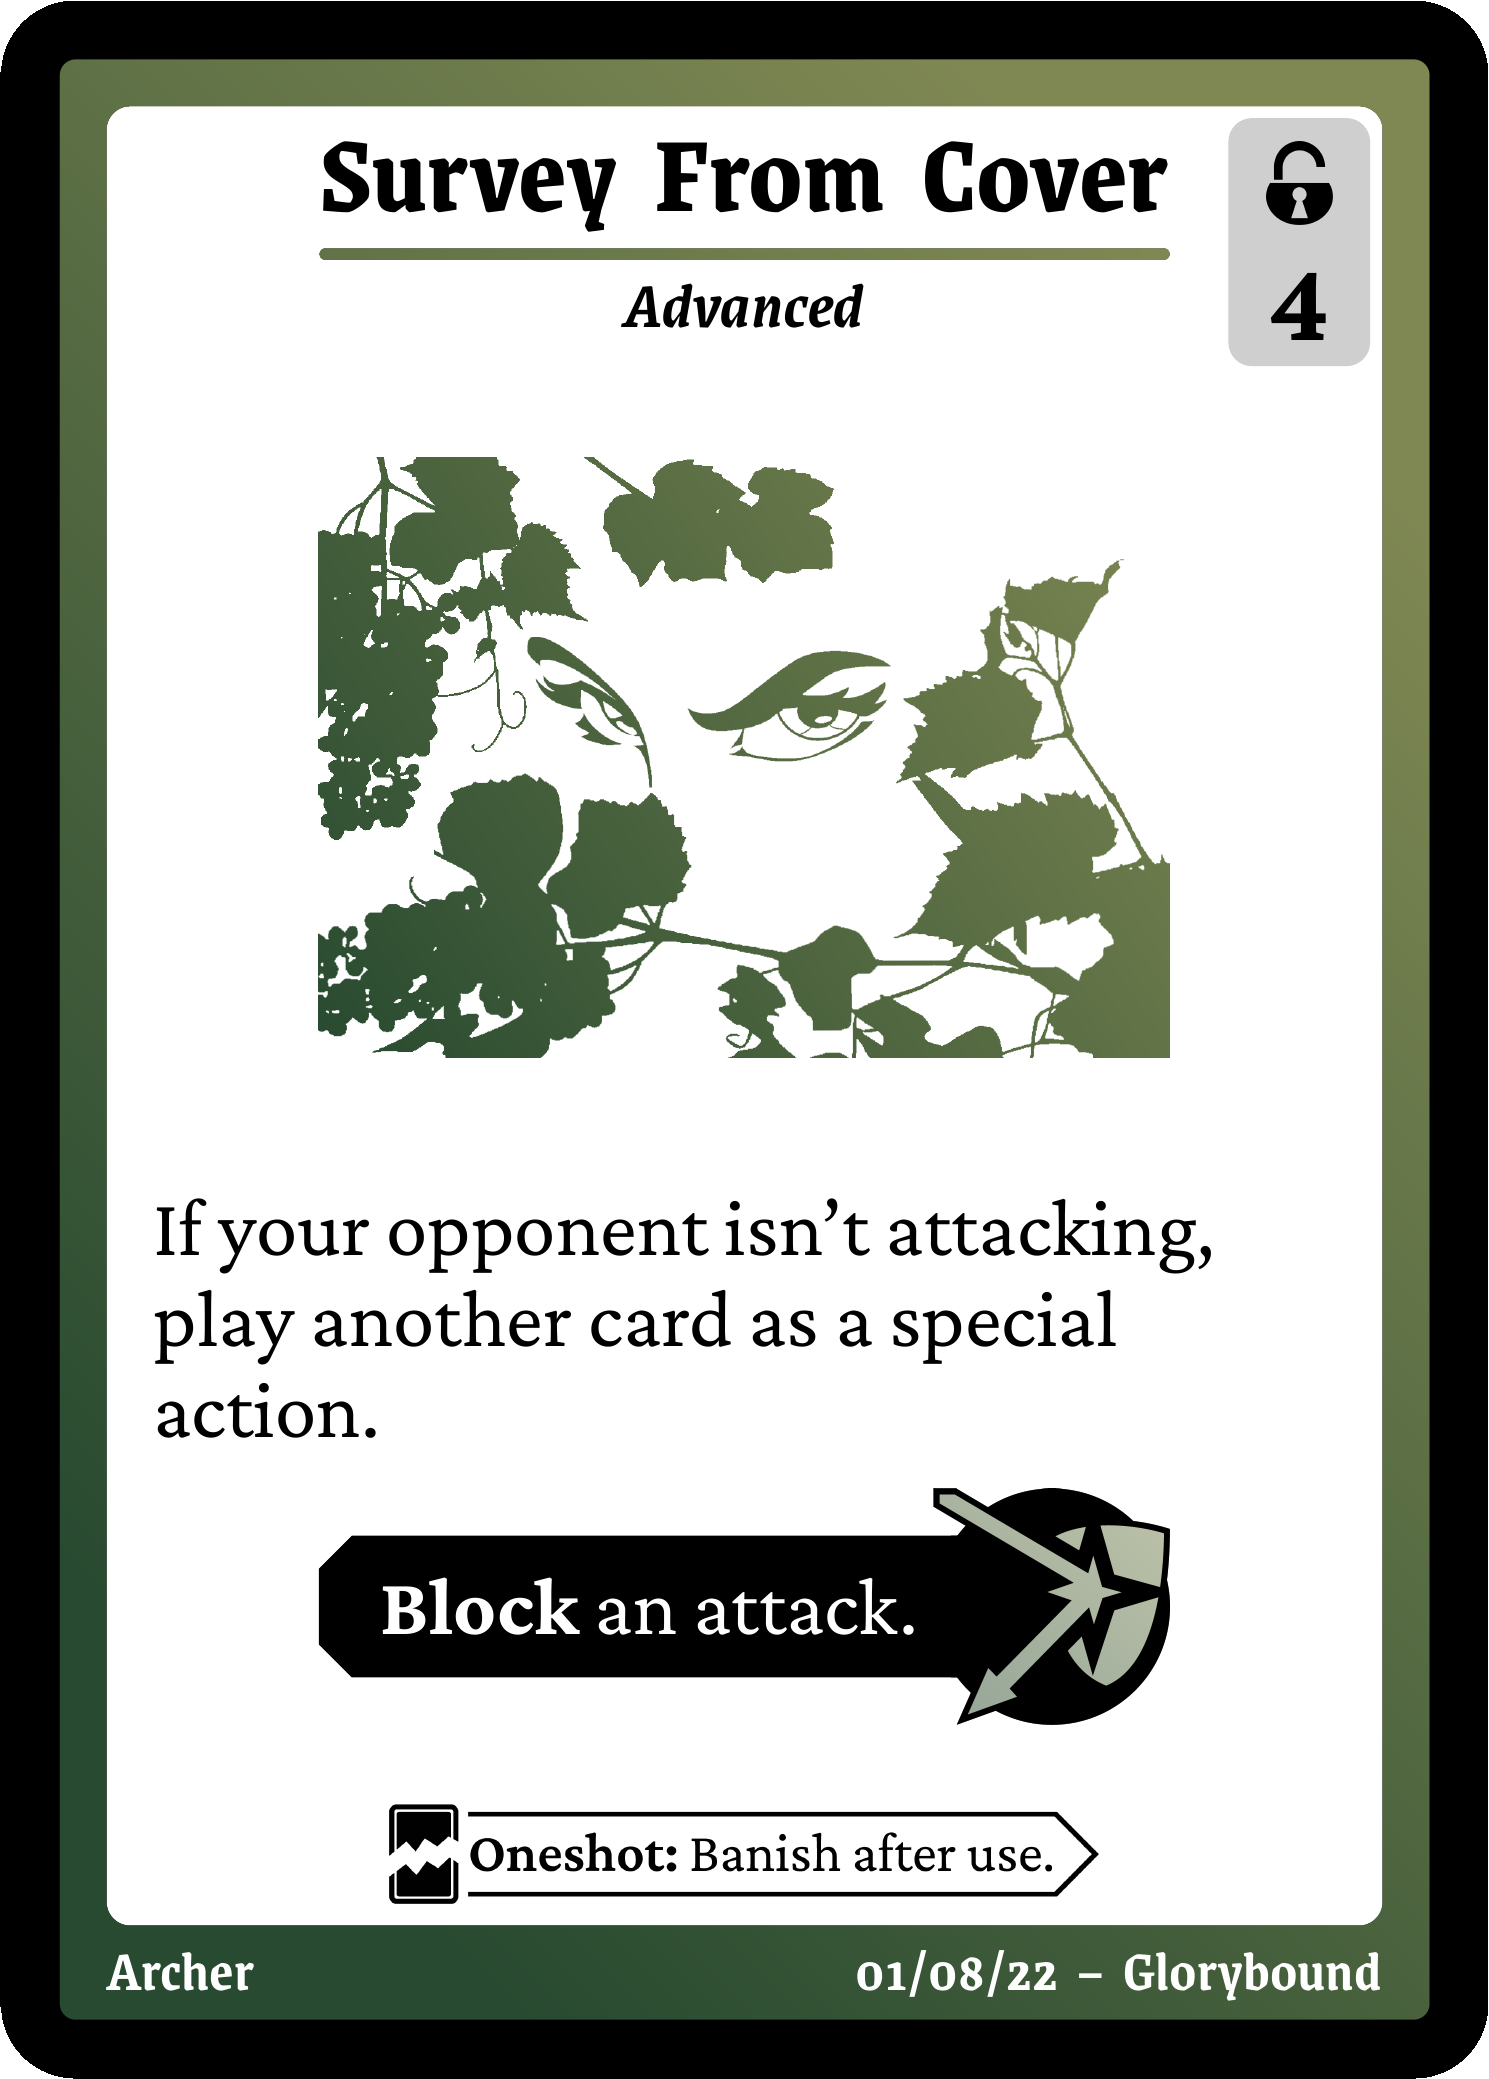 Survey From Cover
4
Advanced
If your opponent isn’t attacking,
play another card as a special
action.
Block an attack.
Oneshot: Banish after use.
Archer
01/08/22 – Glorybound